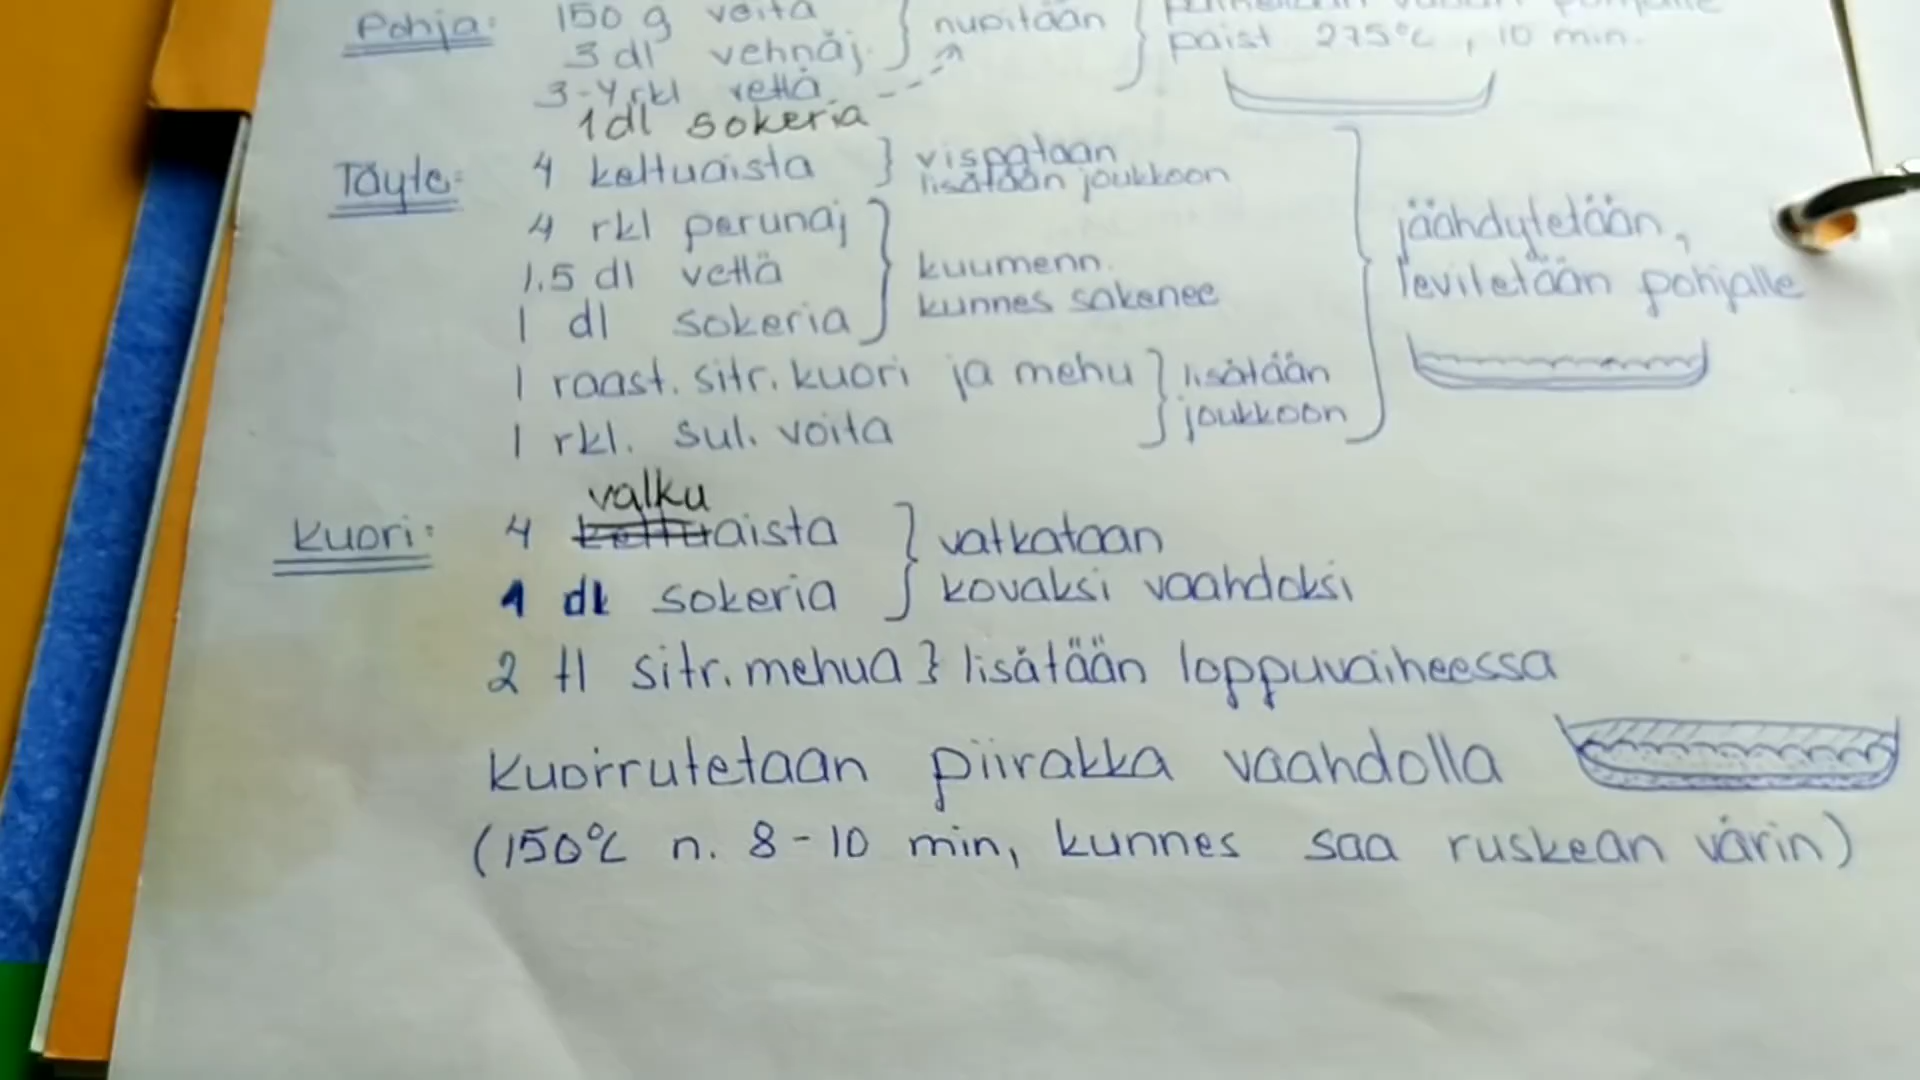 Pohja: 150 g voita } nupitään
3 dl vehnäj. paist 275°C, 10 min.
3-4 rkl vettä
1dl sokeria
Täyte: 4 keltuaista } vispataan
lisätään joukkoon
4 rkl perunaj
1.5 dl vettä } kuumenn.
kunnes sakenee
1 dl sokeria
jäähdytetään,
levitetään pohjalle
1 raast. sitr. kuori ja mehu } lisätään
1 rkl. sul. voita joukkoon
valku
Kuori: 4 keltuaista } vatkataan
1 dl sokeria kovaksi vaahdoksi
2 tl sitr. mehua } lisätään loppuvaiheessa
Kuorrutetaan piirakka vaahdolla
(150°C n. 8-10 min, kunnes saa ruskean värin)